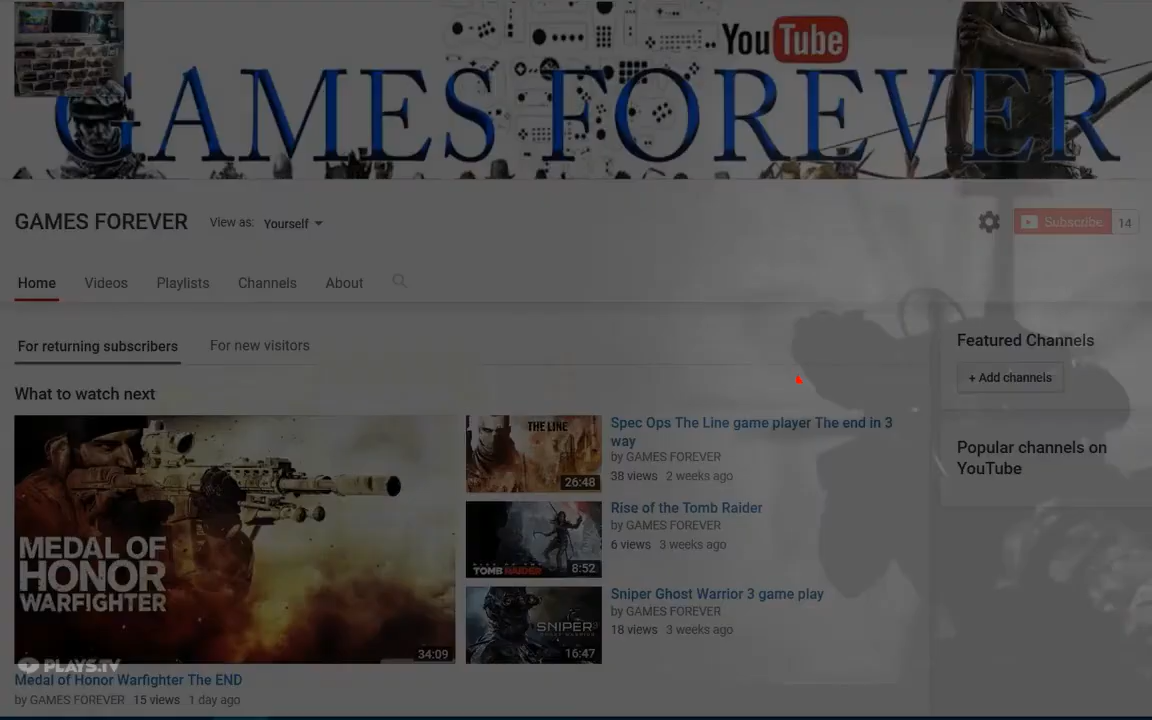 YouTube
GAMES FOREVER
GAMES FOREVER
View as: Yourself
Subscribe 14
Home Videos Playlists Channels About
For returning subscribers For new visitors
What to watch next
MEDAL OF
HONOR
WARFIGHTER
34:09
PLAYS.TV
Medal of Honor Warfighter The END
by GAMES FOREVER 15 views 1 day ago
THE LINE
26:48
Spec Ops The Line game player The end in 3
way
by GAMES FOREVER
38 views 2 weeks ago
RISE OF THE
TOMB RAIDER
8:52
Rise of the Tomb Raider
by GAMES FOREVER
6 views 3 weeks ago
SNIPER
GHOST WARRIOR
16:47
Sniper Ghost Warrior 3 game play
by GAMES FOREVER
18 views 3 weeks ago
Featured Channels
+ Add channels
Popular channels on
YouTube